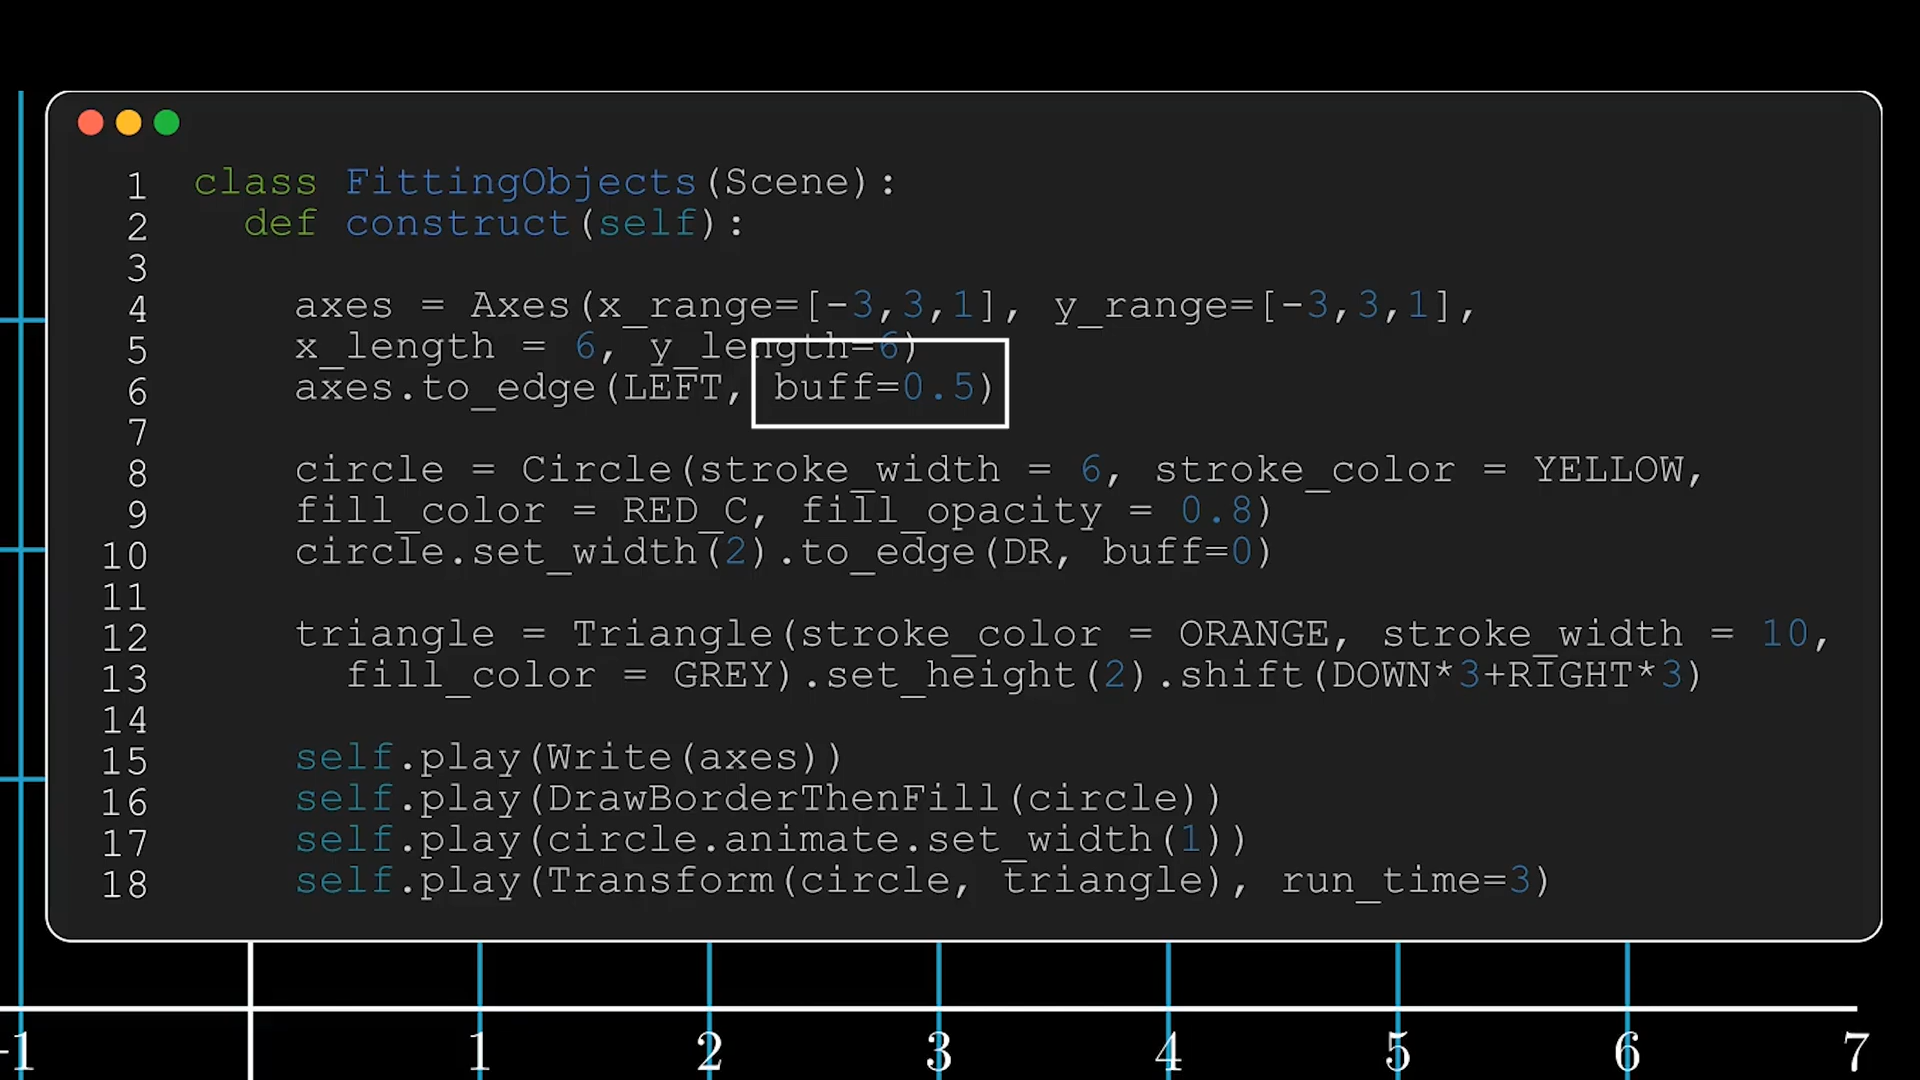 1 class FittingObjects(Scene):
2 def construct(self):
3
4 axes = Axes(x_range=[-3,3,1], y_range=[-3,3,1],
5 x_length = 6, y_length=6)
6 axes.to_edge(LEFT, buff=0.5)
7
8 circle = Circle(stroke_width = 6, stroke_color = YELLOW,
9 fill_color = RED_C, fill_opacity = 0.8)
10 circle.set_width(2).to_edge(DR, buff=0)
11
12 triangle = Triangle(stroke_color = ORANGE, stroke_width = 10,
13 fill_color = GREY).set_height(2).shift(DOWN*3+RIGHT*3)
14
15 self.play(Write(axes))
16 self.play(DrawBorderThenFill(circle))
17 self.play(circle.animate.set_width(1))
18 self.play(Transform(circle, triangle), run_time=3)
-1 1 2 3 4 5 6 7